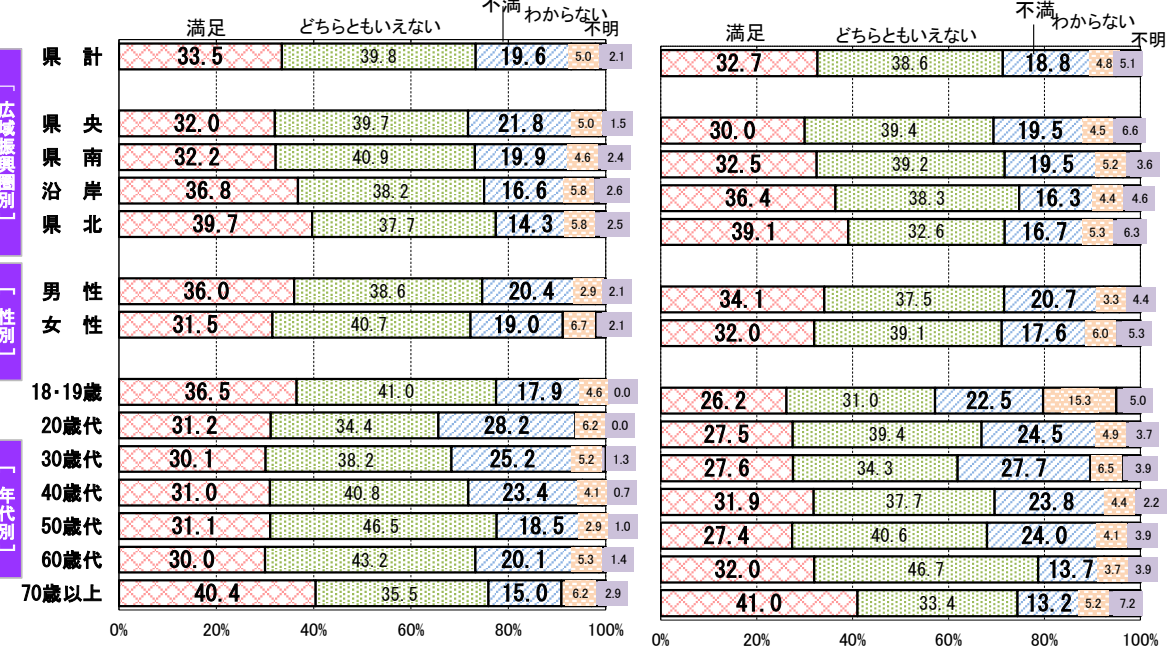 満足 どちらともいえない 不満 わからない 不明
満足 どちらともいえない 不満 わからない 不明
［広域振興圏別］
県 計 33.5 39.8 19.6 5.0 2.1 32.7 38.6 18.8 4.8 5.1
県 央 32.0 39.7 21.8 5.0 1.5 30.0 39.4 19.5 4.5 6.6
県 南 32.2 40.9 19.9 4.6 2.4 32.5 39.2 19.5 5.2 3.6
沿 岸 36.8 38.2 16.6 5.8 2.6 36.4 38.3 16.3 4.4 4.6
県 北 39.7 37.7 14.3 5.8 2.5 39.1 32.6 16.7 5.3 6.3
［性別］
男 性 36.0 38.6 20.4 2.9 2.1 34.1 37.5 20.7 3.3 4.4
女 性 31.5 40.7 19.0 6.7 2.1 32.0 39.1 17.6 6.0 5.3
［年代別］
18・19歳 36.5 41.0 17.9 4.6 0.0 26.2 31.0 22.5 15.3 5.0
20歳代 31.2 34.4 28.2 6.2 0.0 27.5 39.4 24.5 4.9 3.7
30歳代 30.1 38.2 25.2 5.2 1.3 27.6 34.3 27.7 6.5 3.9
40歳代 31.0 40.8 23.4 4.1 0.7 31.9 37.7 23.8 4.4 2.2
50歳代 31.1 46.5 18.5 2.9 1.0 27.4 40.6 24.0 4.1 3.9
60歳代 30.0 43.2 20.1 5.3 1.4 32.0 46.7 13.7 3.7 3.9
70歳以上 40.4 35.5 15.0 6.2 2.9 41.0 33.4 13.2 5.2 7.2
0% 20% 40% 60% 80% 100%
0% 20% 40% 60% 80% 100%